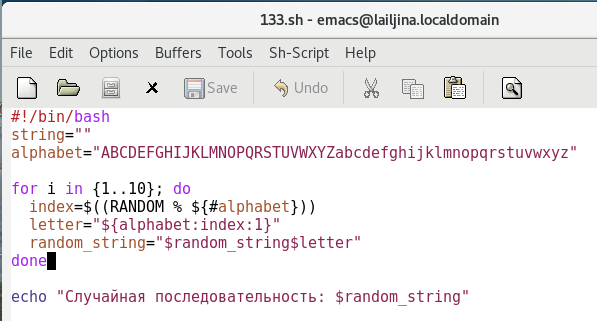 133.sh - emacs@lailjina.localdomain
File Edit Options Buffers Tools Sh-Script Help
Save Undo
#!/bin/bash
string=""
alphabet="ABCDEFGHIJKLMNOPQRSTUVWXYZabcdefghijklmnopqrstuvwxyz"

for i in {1..10}; do
  index=$((RANDOM % ${#alphabet}))
  letter="${alphabet:index:1}"
  random_string="$random_string$letter"
done

echo "Случайная последовательность: $random_string"